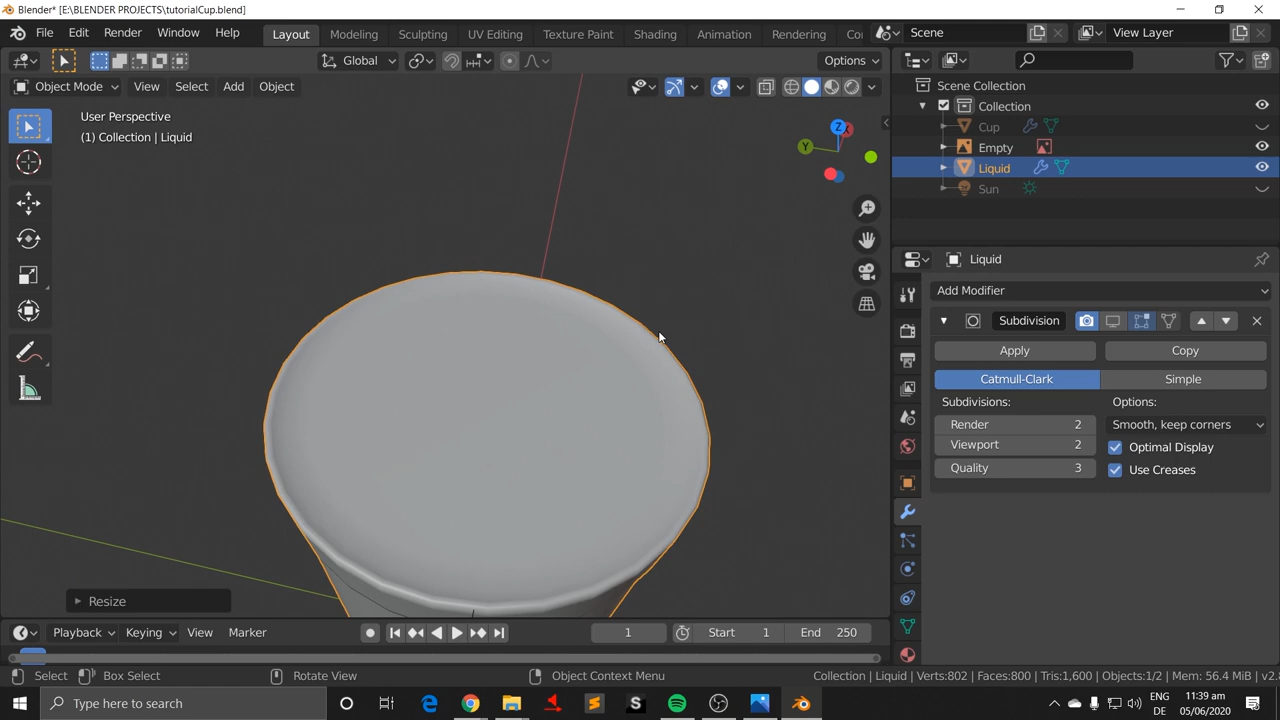 Blender* [E:\BLENDER PROJECTS\tutorialCup.blend]
File Edit Render Window Help
Layout Modeling Sculpting UV Editing Texture Paint Shading Animation Rendering Co
Scene View Layer
Global Options
Object Mode View Select Add Object
User Perspective
(1) Collection | Liquid
Z X Y
Scene Collection
Collection
Cup
Empty
Liquid
Sun
Liquid
Add Modifier
Subdivision
Apply Copy
Catmull-Clark Simple
Subdivisions: Options:
Render 2 Smooth, keep corners
Viewport 2 Optimal Display
Quality 3 Use Creases
Resize
Playback Keying View Marker 1 Start 1 End 250
Select Box Select Rotate View Object Context Menu Collection | Liquid | Verts:802 | Faces:800 | Tris:1,600 | Objects:1/2 | Mem: 56.4 MiB | v2.8
Type here to search
ENG 11:39 am
DE 05/06/2020